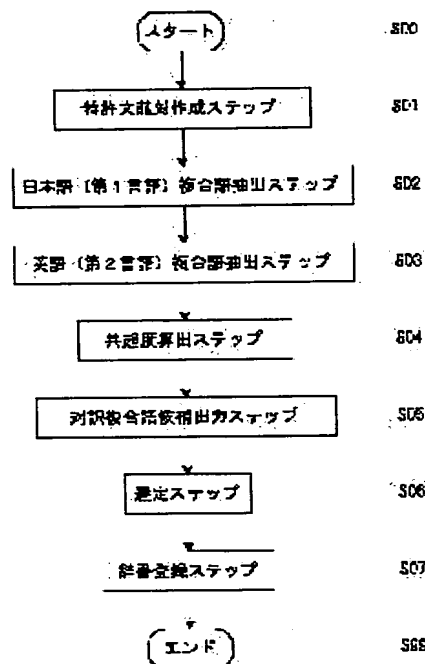 スタート S00
特許文献対作成ステップ S01
日本語(第1言語)複合語抽出ステップ S02
英語(第2言語)複合語抽出ステップ S03
共起度算出ステップ S04
対訳複合語候補出力ステップ S05
選定ステップ S06
辞書登録ステップ S07
エンド S99